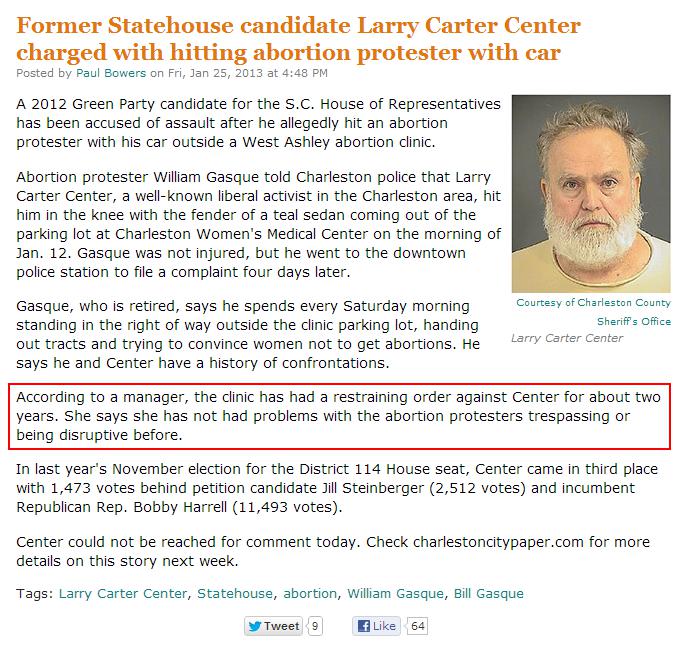 Former Statehouse candidate Larry Carter Center
charged with hitting abortion protester with car
Posted by Paul Bowers on Fri, Jan 25, 2013 at 4:48 PM
A 2012 Green Party candidate for the S.C. House of Representatives
has been accused of assault after he allegedly hit an abortion
protester with his car outside a West Ashley abortion clinic.
Abortion protester William Gasque told Charleston police that Larry
Carter Center, a well-known liberal activist in the Charleston area, hit
him in the knee with the fender of a teal sedan coming out of the
parking lot at Charleston Women's Medical Center on the morning of
Jan. 12. Gasque was not injured, but he went to the downtown
police station to file a complaint four days later.
Courtesy of Charleston County
Sheriff's Office
Larry Carter Center
Gasque, who is retired, says he spends every Saturday morning
standing in the right of way outside the clinic parking lot, handing
out tracts and trying to convince women not to get abortions. He
says he and Center have a history of confrontations.
According to a manager, the clinic has had a restraining order against Center for about two
years. She says she has not had problems with the abortion protesters trespassing or
being disruptive before.
In last year's November election for the District 114 House seat, Center came in third place
with 1,473 votes behind petition candidate Jill Steinberger (2,512 votes) and incumbent
Republican Rep. Bobby Harrell (11,493 votes).
Center could not be reached for comment today. Check charlestoncitypaper.com for more
details on this story next week.
Tags: Larry Carter Center, Statehouse, abortion, William Gasque, Bill Gasque
Tweet 9 Like 64